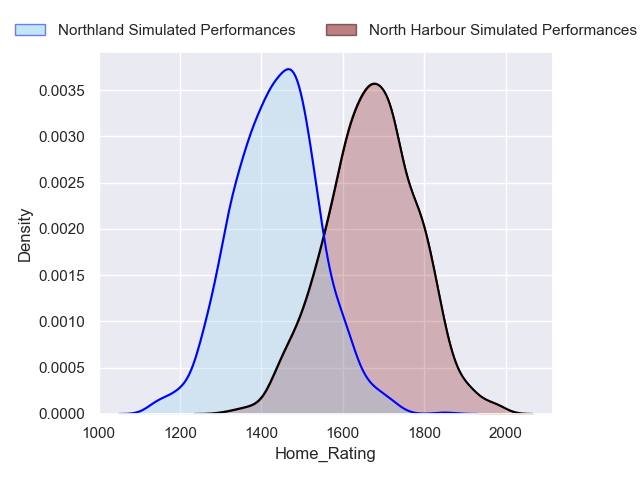 Northland Simulated Performances
North Harbour Simulated Performances
0.0035
0.0030
0.0025
0.0020
0.0015
0.0010
0.0005
0.0000
Density
1000 1200 1400 1600 1800 2000
Home_Rating